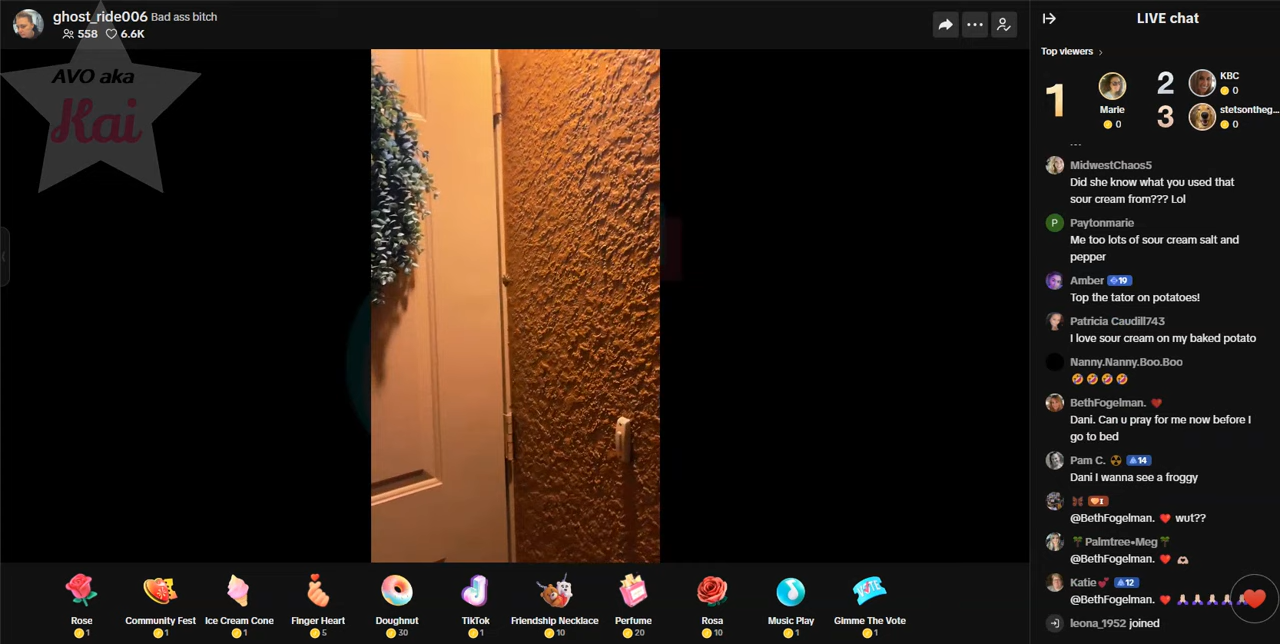 ghost_ride006 Bad ass bitch
558 6.6K
AVO aka
Kai
LIVE chat
Top viewers >
1
Marie
0
2
KBC
0
3
stetsontheg...
0
...
MidwestChaos5
Did she know what you used that
sour cream from??? Lol
P Paytonmarie
Me too lots of sour cream salt and
pepper
Amber 19
Top the tator on potatoes!
Patricia Caudill743
I love sour cream on my baked potato
Nanny.Nanny.Boo.Boo
🤣🤣🤣🤣
BethFogelman. ♥️
Dani. Can u pray for me now before I
go to bed
Pam C. ☢️ 14
Dani I wanna see a froggy
🦋 I
@BethFogelman. ♥️ wut??
🌴Palmtree•Meg🌴
@BethFogelman. ♥️ 🫶🏻
Katie💕 12
@BethFogelman. ♥️ 🙏🏻🙏🏻🙏🏻🙏🏻🙏🏻
leona_1952 joined
Rose
1
Community Fest
1
Ice Cream Cone
1
Finger Heart
5
Doughnut
30
TikTok
1
Friendship Necklace
10
Perfume
20
Rosa
10
Music Play
1
VOTE
Gimme The Vote
1